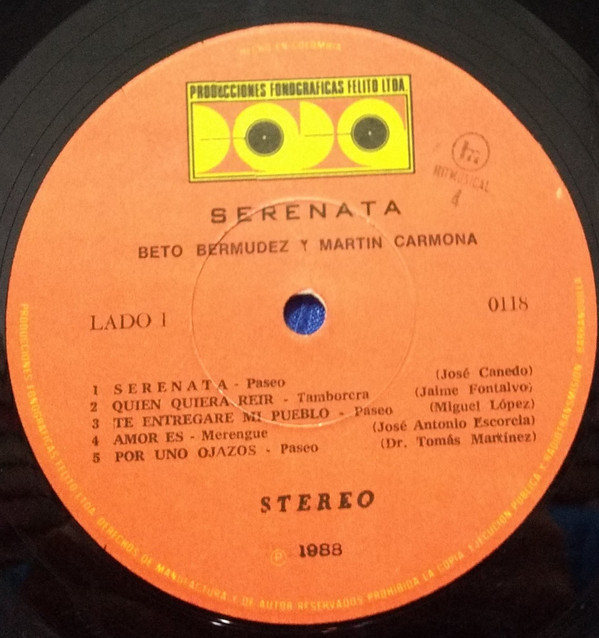 HECHO EN COLOMBIA
PRODUCCIONES FONOGRAFICAS FELITO LTDA.
SERENATA
BETO BERMUDEZ Y MARTIN CARMONA
LADO 1
0118
1 SERENATA - Paseo (José Canedo)
2 QUIEN QUIERA REIR - Tamborera (Jaime Fontalvo)
3 TE ENTREGARE MI PUEBLO - Paseo (Miguel López)
4 AMOR ES - Merengue (José Antonio Escorcia)
5 POR UNO OJAZOS - Paseo (Dr. Tomás Martínez)
STEREO
℗ 1988
PRODUCCIONES FONOGRAFICAS FELITO LTDA. DERECHOS DE MANUFACTURA Y DE AUTOR RESERVADOS PROHIBIDA LA COPIA EJECUCION PUBLICA Y RADIOTRANSMISION BARRANQUILLA